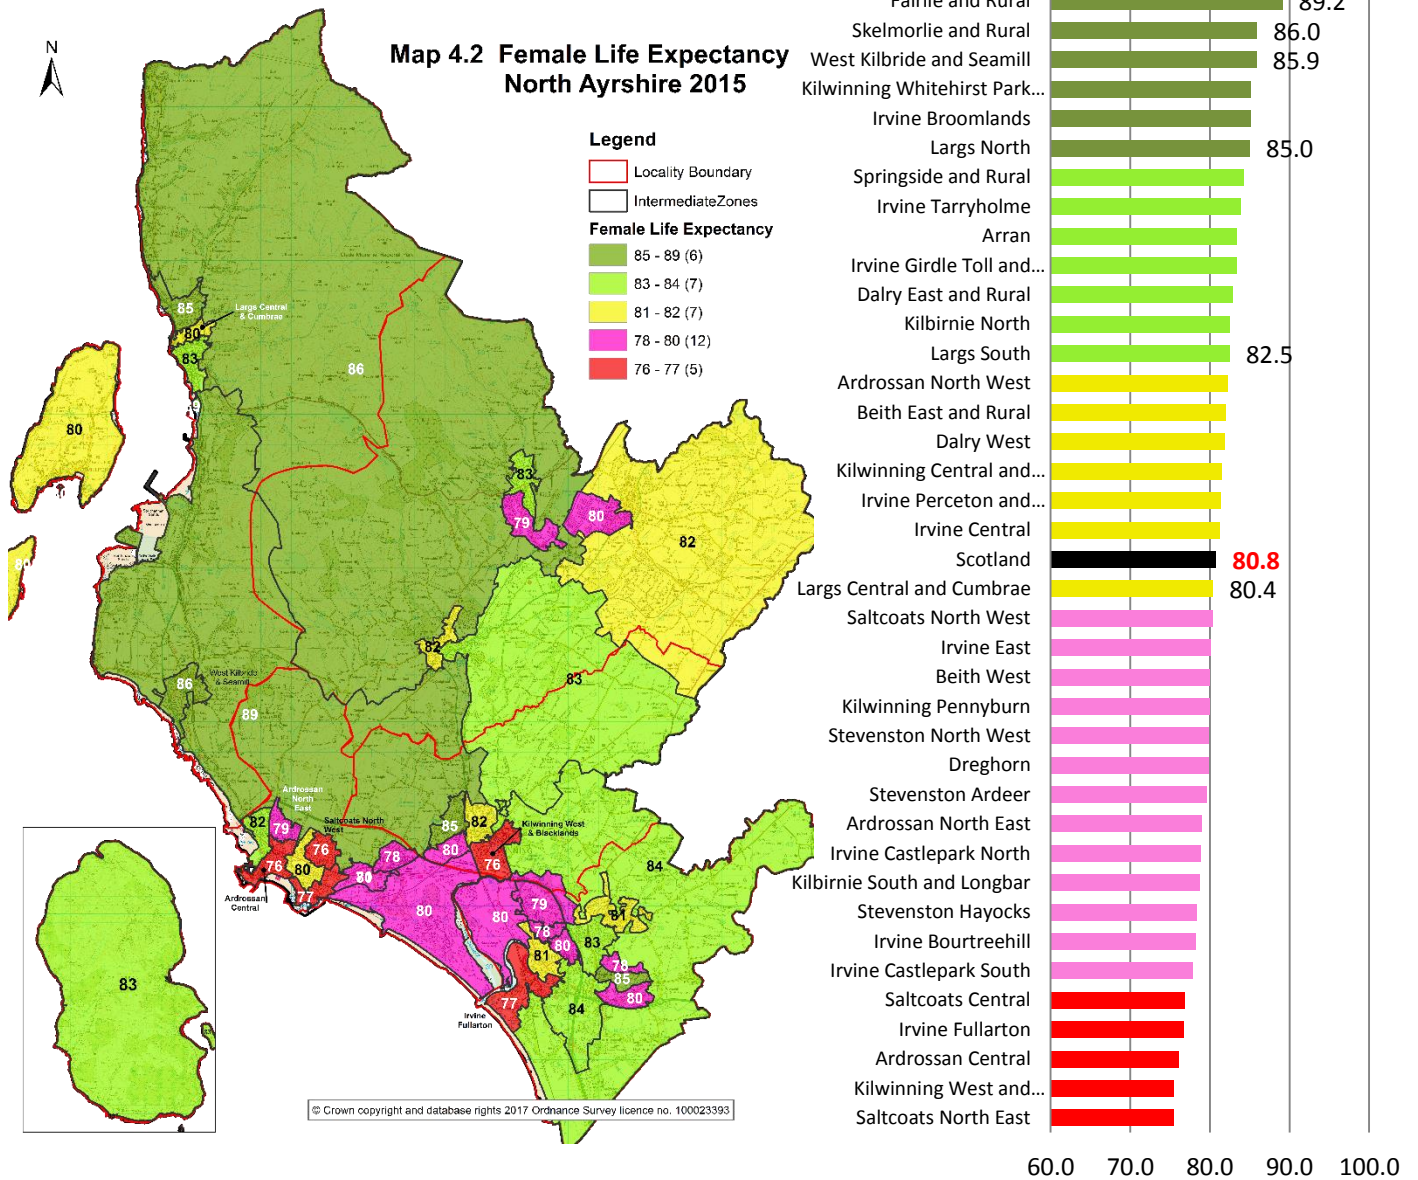 N
Map 4.2 Female Life Expectancy
North Ayrshire 2015
Legend
Locality Boundary
IntermediateZones
Female Life Expectancy
85 - 89 (6)
83 - 84 (7)
81 - 82 (7)
78 - 80 (12)
76 - 77 (5)
85
Largs Central
& Cumbrae
80
83
86
80
83
79
80
82
82
83
86
West Kilbride
& Seamill
89
Ardrossan
North
East
82
79
Saltcoats North
West
76
76
80
77
Ardrossan
Central
78
80
80
85
82
Kilwinning West
& Blacklands
76
80
80
79
78
80
81
83
81
84
78
85
80
84
77
Irvine
Fullarton
83
© Crown copyright and database rights 2017 Ordnance Survey licence no. 100023393
Fairlie and Rural 89.2
Skelmorlie and Rural 86.0
West Kilbride and Seamill 85.9
Kilwinning Whitehirst Park...
Irvine Broomlands
Largs North 85.0
Springside and Rural
Irvine Tarryholme
Arran
Irvine Girdle Toll and...
Dalry East and Rural
Kilbirnie North
Largs South 82.5
Ardrossan North West
Beith East and Rural
Dalry West
Kilwinning Central and...
Irvine Perceton and...
Irvine Central
Scotland 80.8
Largs Central and Cumbrae 80.4
Saltcoats North West
Irvine East
Beith West
Kilwinning Pennyburn
Stevenston North West
Dreghorn
Stevenston Ardeer
Ardrossan North East
Irvine Castlepark North
Kilbirnie South and Longbar
Stevenston Hayocks
Irvine Bourtreehill
Irvine Castlepark South
Saltcoats Central
Irvine Fullarton
Ardrossan Central
Kilwinning West and...
Saltcoats North East
60.0 70.0 80.0 90.0 100.0